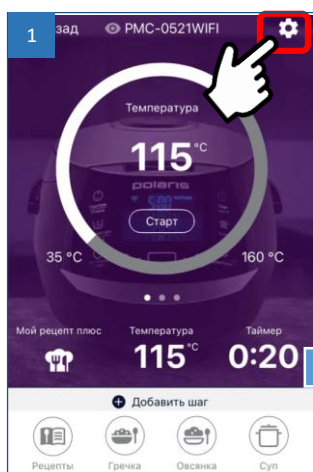 1 зад PMC-0521WIFI
Температура
115 °C
polaris
Старт
35 °C 160 °C
Мой рецепт плюс Температура Таймер
115 °C 0:20
Добавить шаг
Рецепты Гречка Овсянка Суп